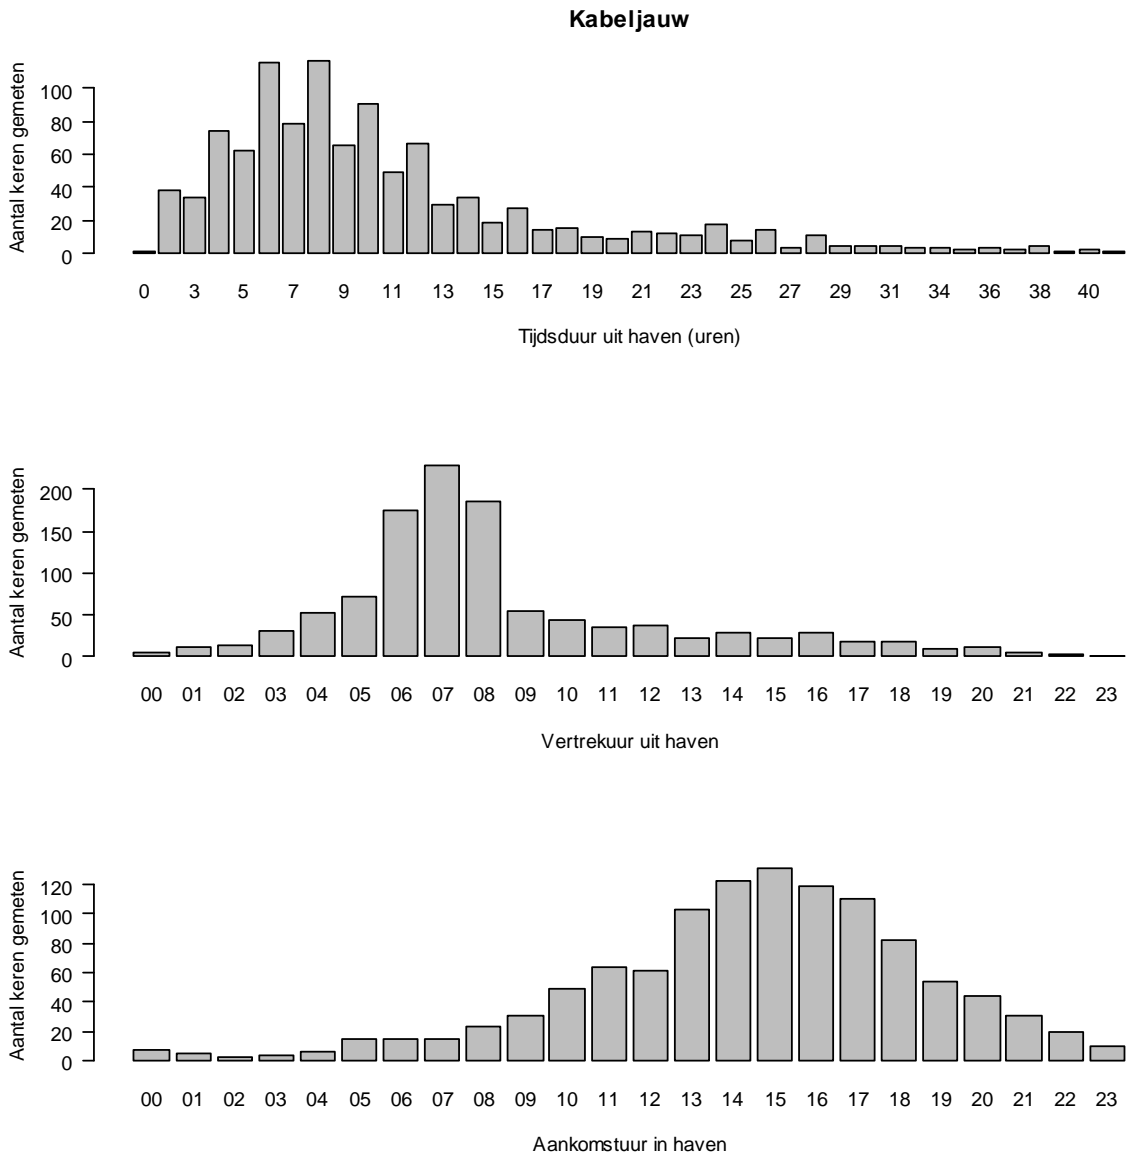 Kabeljauw
Aantal keren gemeten
100
80
60
40
20
0
0 3 5 7 9 11 13 15 17 19 21 23 25 27 29 31 34 36 38 40
Tijdsduur uit haven (uren)
Aantal keren gemeten
200
150
100
50
0
00 01 02 03 04 05 06 07 08 09 10 11 12 13 14 15 16 17 18 19 20 21 22 23
Vertrekuur uit haven
Aantal keren gemeten
120
100
80
60
40
20
0
00 01 02 03 04 05 06 07 08 09 10 11 12 13 14 15 16 17 18 19 20 21 22 23
Aankomstuur in haven